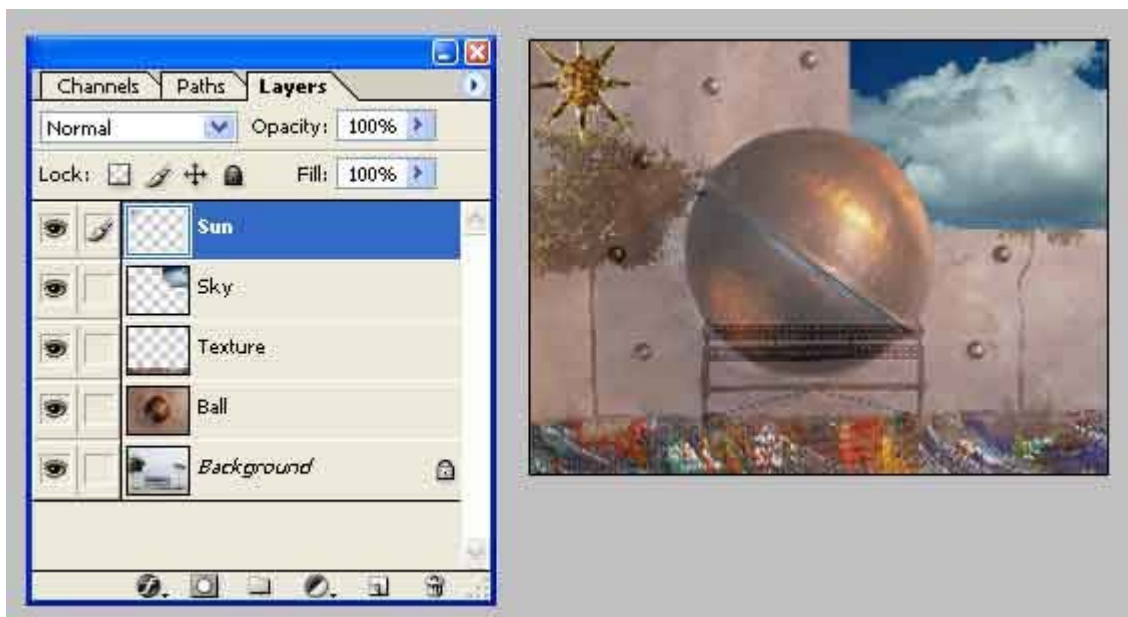 Channels Paths Layers
Normal Opacity: 100%
Lock: Fill: 100%
Sun
Sky
Texture
Ball
Background